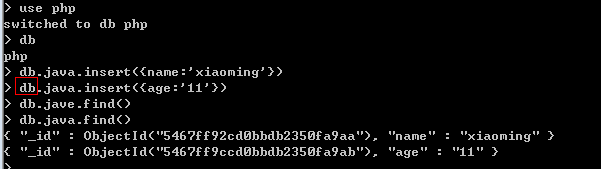 > use php
switched to db php
> db
php
> db.java.insert({name:'xiaoming'})
> db.java.insert({age:'11'})
> db.jave.find()
> db.java.find()
{ "_id" : ObjectId("5467ff92cd0bbdb2350fa9aa"), "name" : "xiaoming" }
{ "_id" : ObjectId("5467ff9ccd0bbdb2350fa9ab"), "age" : "11" }
>